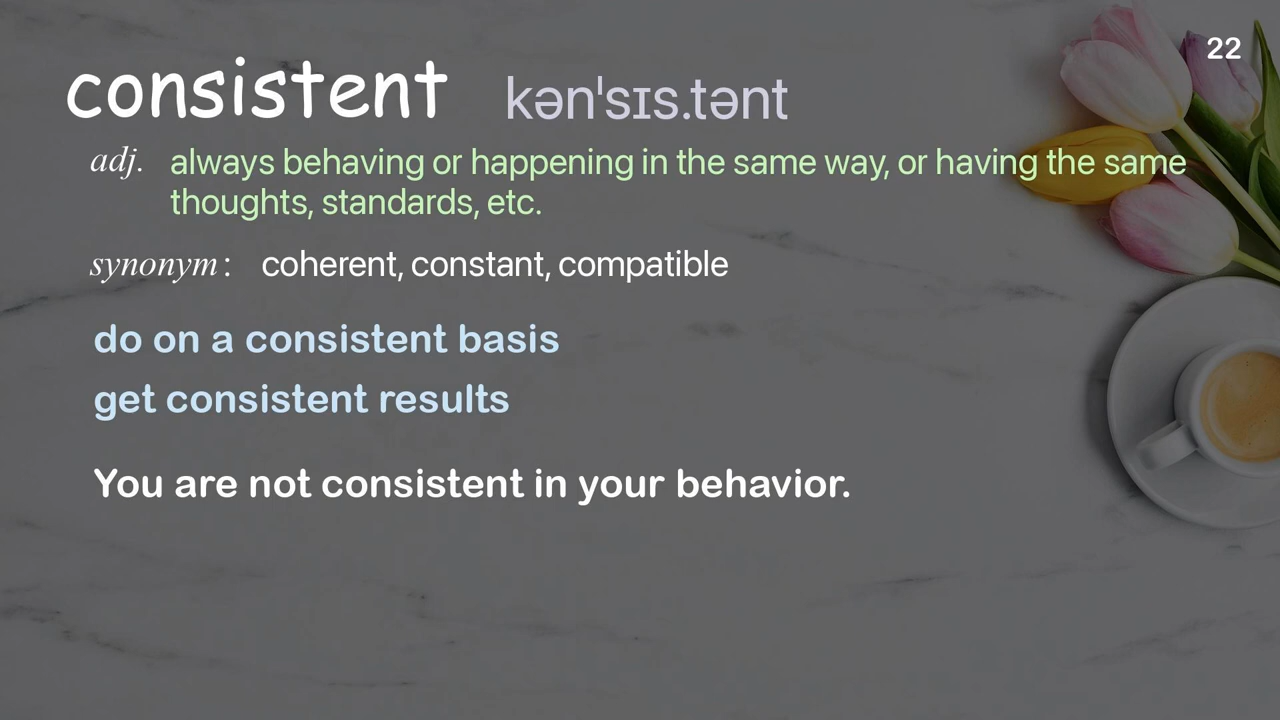 22
consistent kən'sɪs.tənt
adj. always behaving or happening in the same way, or having the same
thoughts, standards, etc.
synonym : coherent, constant, compatible
do on a consistent basis
get consistent results
You are not consistent in your behavior.